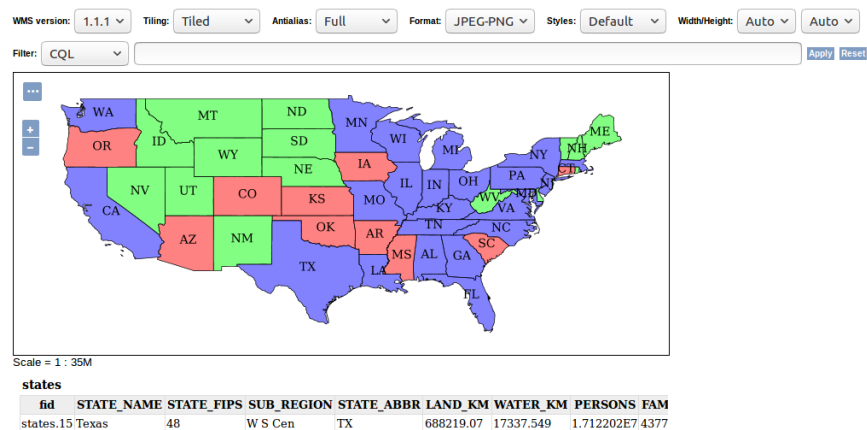 WMS version: 1.1.1 Tiling: Tiled Antialias: Full Format: JPEG-PNG Styles: Default Width/Height: Auto Auto
Filter: CQL Apply Reset
...
+
−
WA MT ND MN ME
OR ID SD WI MI NY NH
WY IA CT
NE PA NJ
NV UT CO KS MO IL IN OH WV MD
CA KY VA
AZ NM OK AR TN NC
MS AL GA SC
TX LA
FL
Scale = 1 : 35M
states
fid STATE_NAME STATE_FIPS SUB_REGION STATE_ABBR LAND_KM WATER_KM PERSONS FAM
states.15 Texas 48 W S Cen TX 688219.07 17337.549 1.712202E7 4377